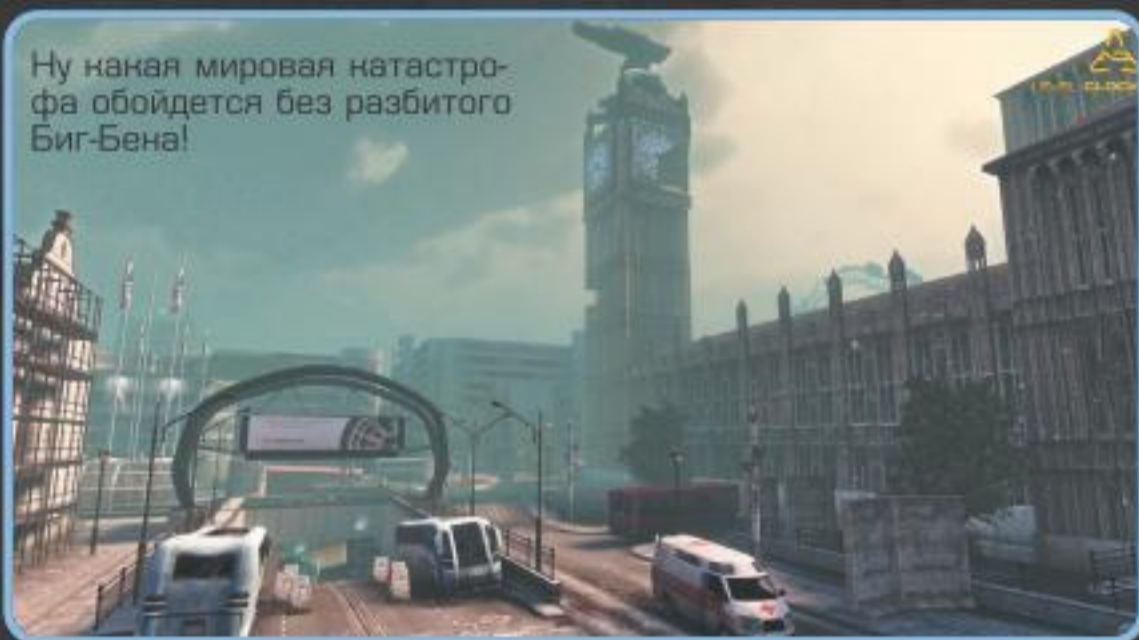 Ну какая мировая катастро-
фа обойдется без разбитого
Биг-Бена!